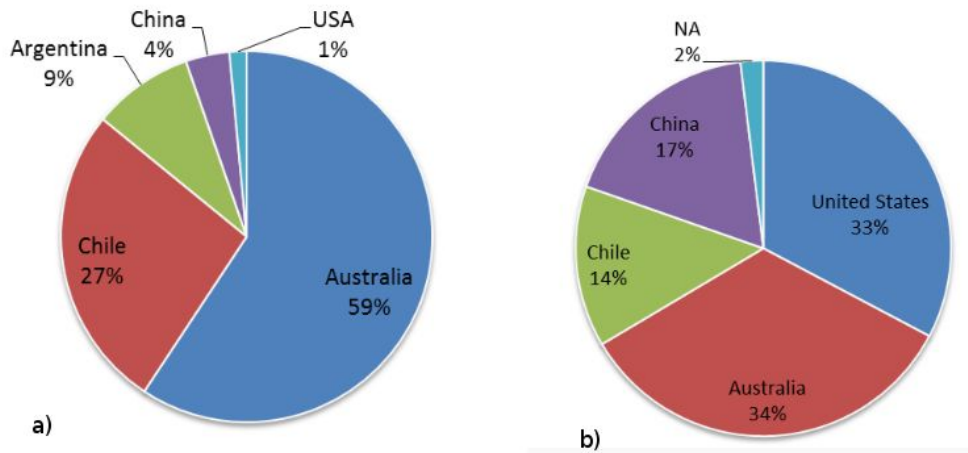 China
4%
USA
1%
Argentina
9%
Chile
27%
Australia
59%
a)
NA
2%
China
17%
United States
33%
Chile
14%
Australia
34%
b)